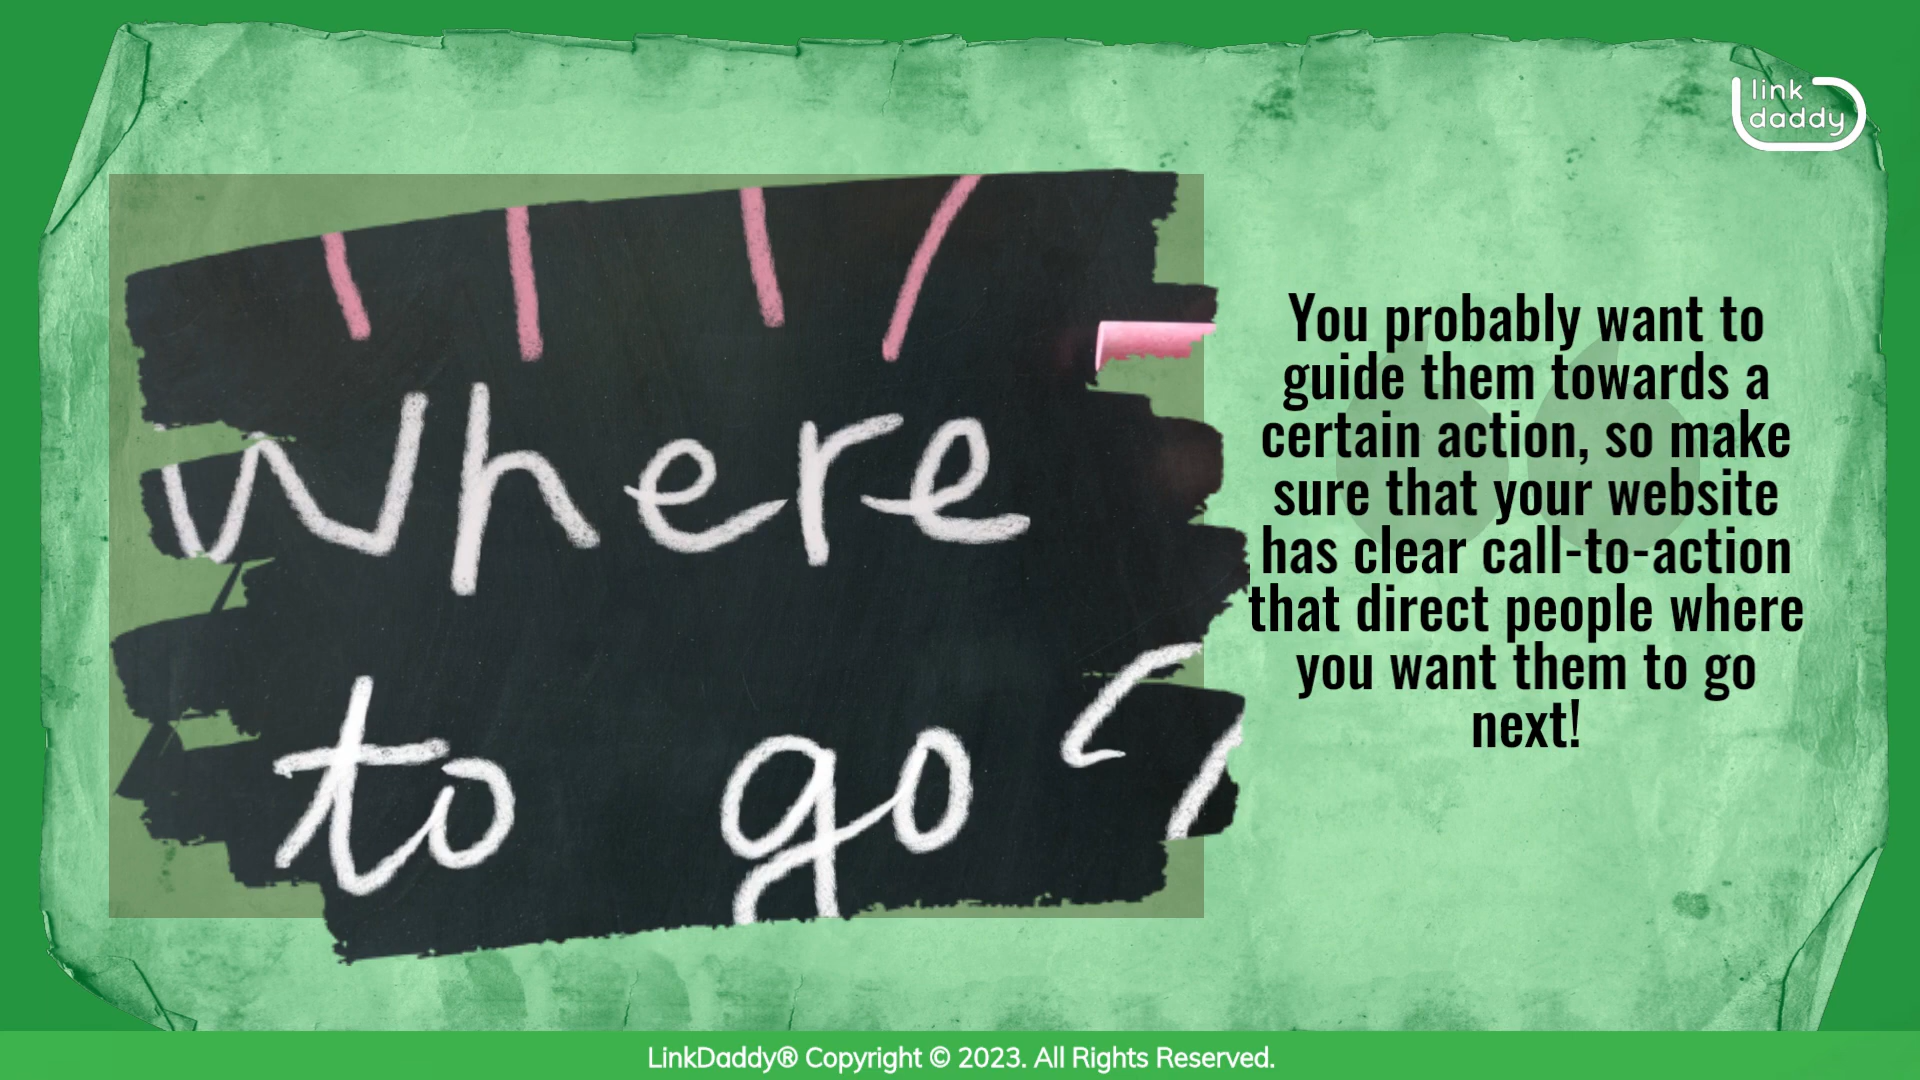 link
daddy
Where
to go ?
You probably want to
guide them towards a
certain action, so make
sure that your website
has clear call-to-action
that direct people where
you want them to go
next!
LinkDaddy® Copyright © 2023. All Rights Reserved.